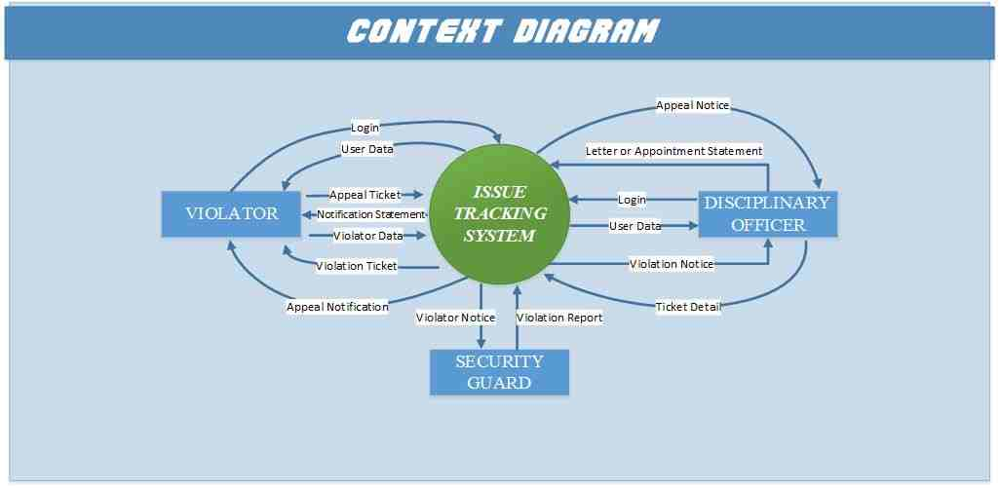 CONTEXT DIAGRAM
Appeal Notice
Login
User Data
Letter or Appointment Statement
Appeal Ticket
Login
VIOLATOR
Notification Statement
ISSUE
TRACKING
SYSTEM
DISCIPLINARY
OFFICER
User Data
Violator Data
Violation Ticket
Violation Notice
Appeal Notification
Ticket Detail
Violator Notice
Violation Report
SECURITY
GUARD